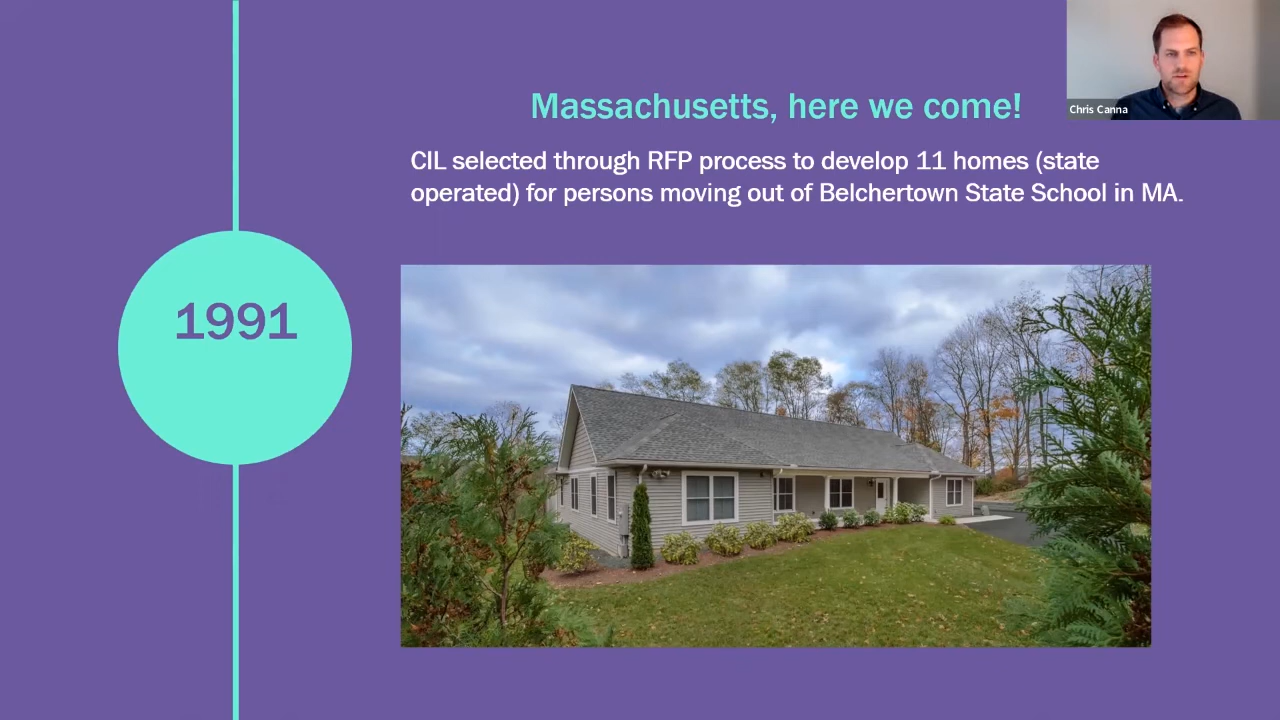 Massachusetts, here we come!
Chris Canna
CIL selected through RFP process to develop 11 homes (state
operated) for persons moving out of Belchertown State School in MA.
1991